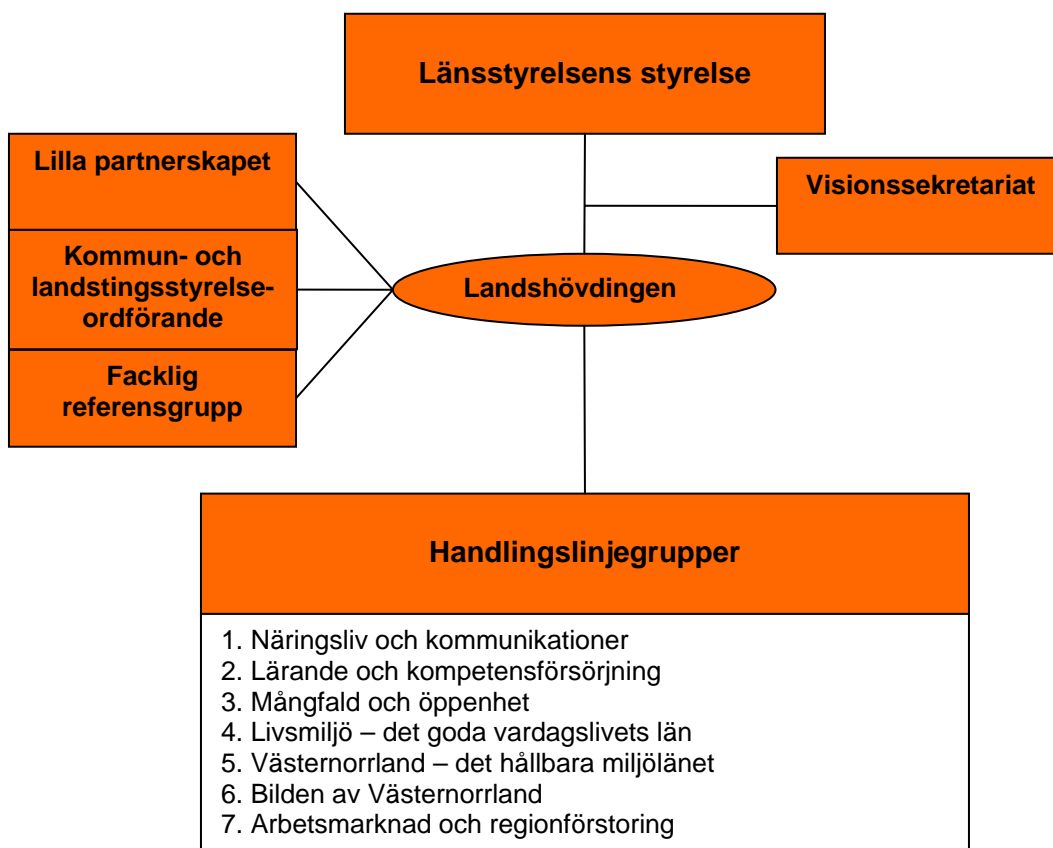 Länsstyrelsens styrelse
Lilla partnerskapet
Visionssekretariat
Kommun- och
landstingsstyrelse-
ordförande
Landshövdingen
Facklig
referensgrupp
Handlingslinjegrupper
1. Näringsliv och kommunikationer
2. Lärande och kompetensförsörjning
3. Mångfald och öppenhet
4. Livsmiljö – det goda vardagslivets län
5. Västernorrland – det hållbara miljölänet
6. Bilden av Västernorrland
7. Arbetsmarknad och regionförstoring